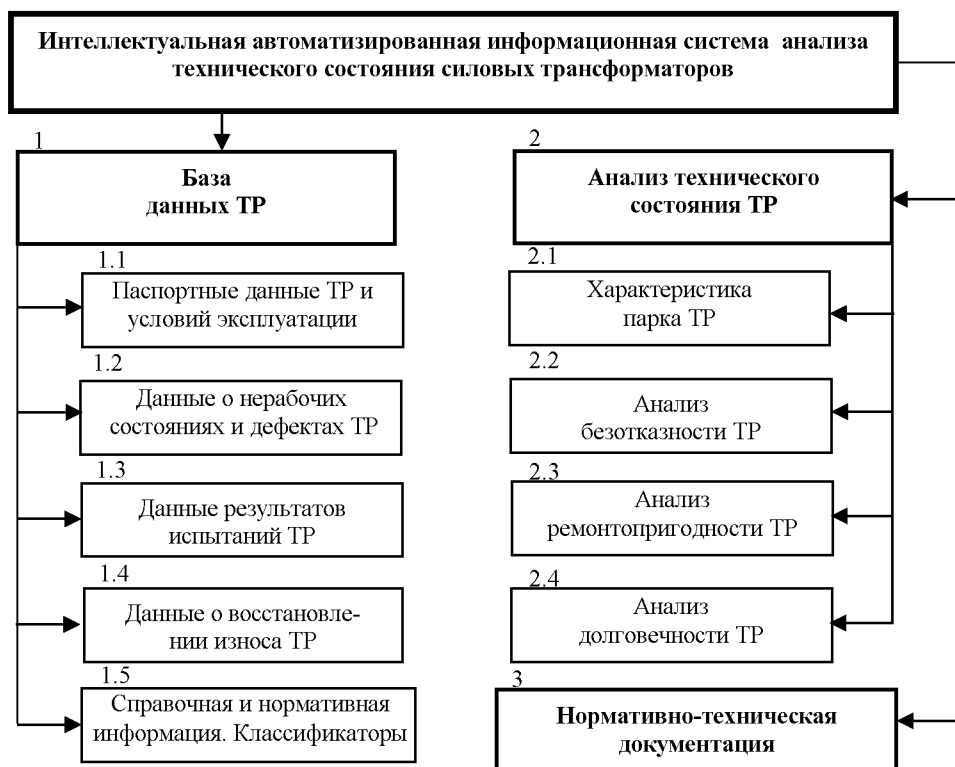 Интеллектуальная автоматизированная информационная система анализа
технического состояния силовых трансформаторов
1
База
данных ТР
1.1
Паспортные данные ТР и
условий эксплуатации
1.2
Данные о нерабочих
состояниях и дефектах ТР
1.3
Данные результатов
испытаний ТР
1.4
Данные о восстановле-
нии износа ТР
1.5
Справочная и нормативная
информация. Классификаторы
2
Анализ технического
состояния ТР
2.1
Характеристика
парка ТР
2.2
Анализ
безотказности ТР
2.3
Анализ
ремонтопригодности ТР
2.4
Анализ
долговечности ТР
3
Нормативно-техническая
документация